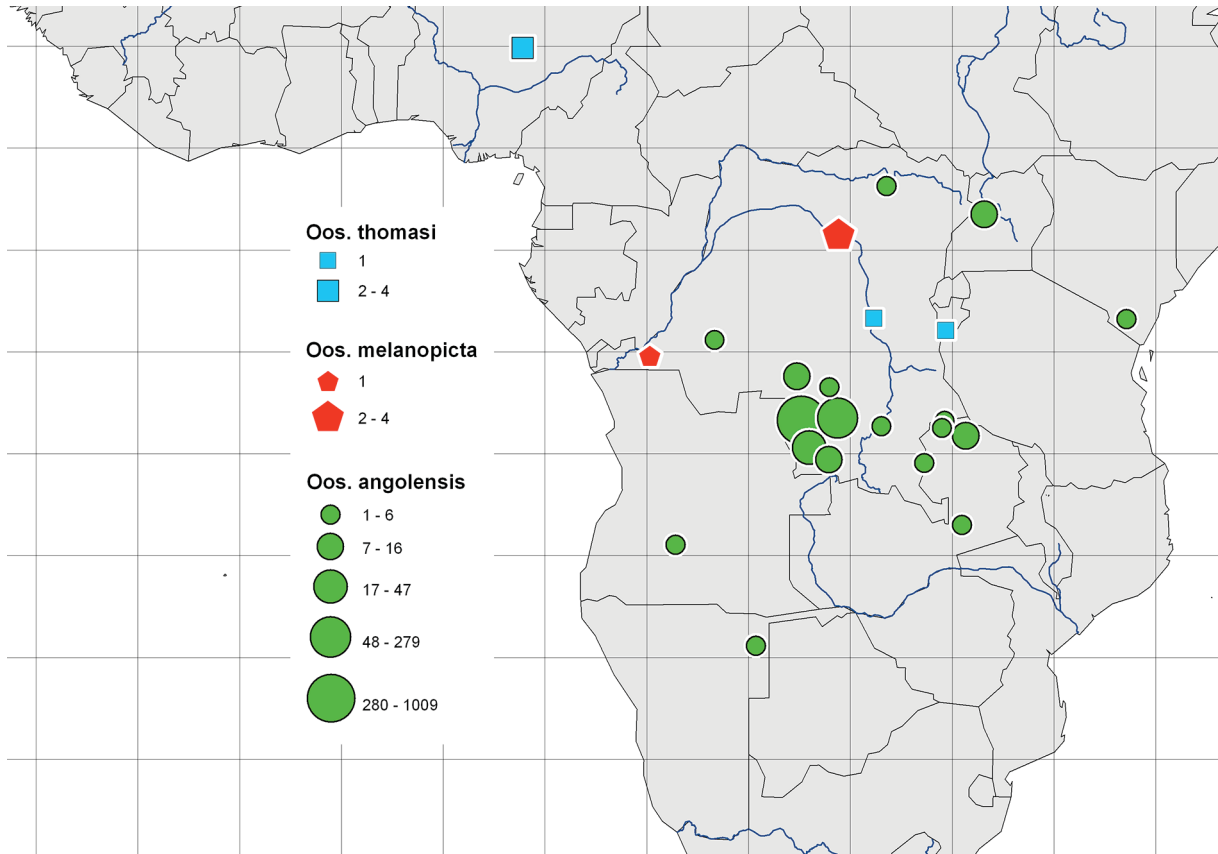 Oos. thomasi
1
2 - 4
Oos. melanopicta
1
2 - 4
Oos. angolensis
1 - 6
7 - 16
17 - 47
48 - 279
280 - 1009